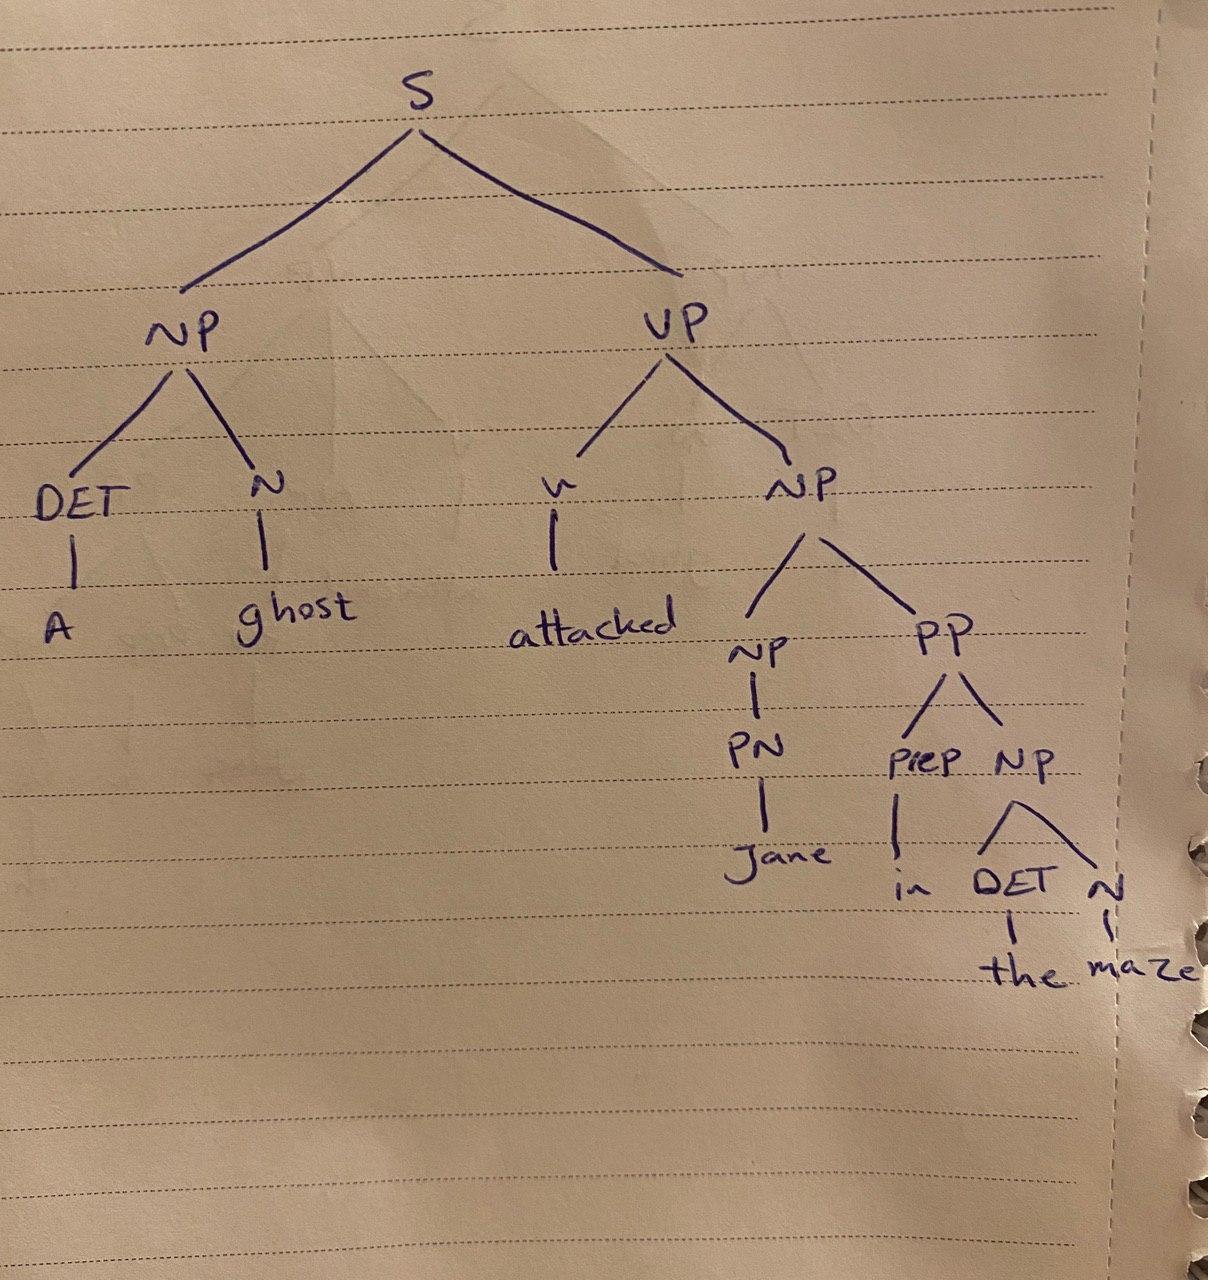 S
NP VP
DET N V NP
A ghost attacked NP PP
PN Prep NP
Jane in DET N
the maze